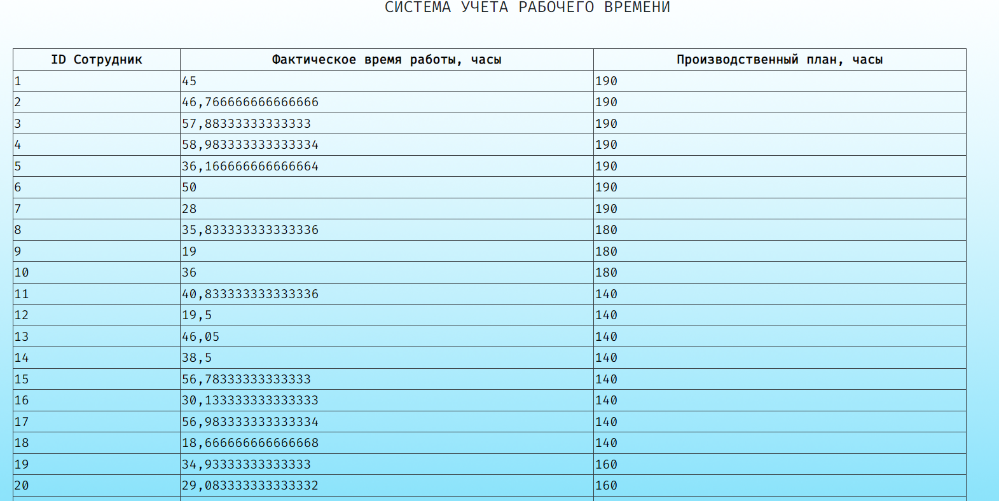 СИСТЕМА УЧЕТА РАБОЧЕГО ВРЕМЕНИ
ID Сотрудник Фактическое время работы, часы Производственный план, часы
1 45 190
2 46,766666666666666 190
3 57,88333333333333 190
4 58,983333333333334 190
5 36,166666666666664 190
6 50 190
7 28 190
8 35,833333333333336 180
9 19 180
10 36 180
11 40,833333333333336 140
12 19,5 140
13 46,05 140
14 38,5 140
15 56,78333333333333 140
16 30,133333333333333 140
17 56,983333333333334 140
18 18,666666666666668 140
19 34,93333333333333 160
20 29,083333333333332 160